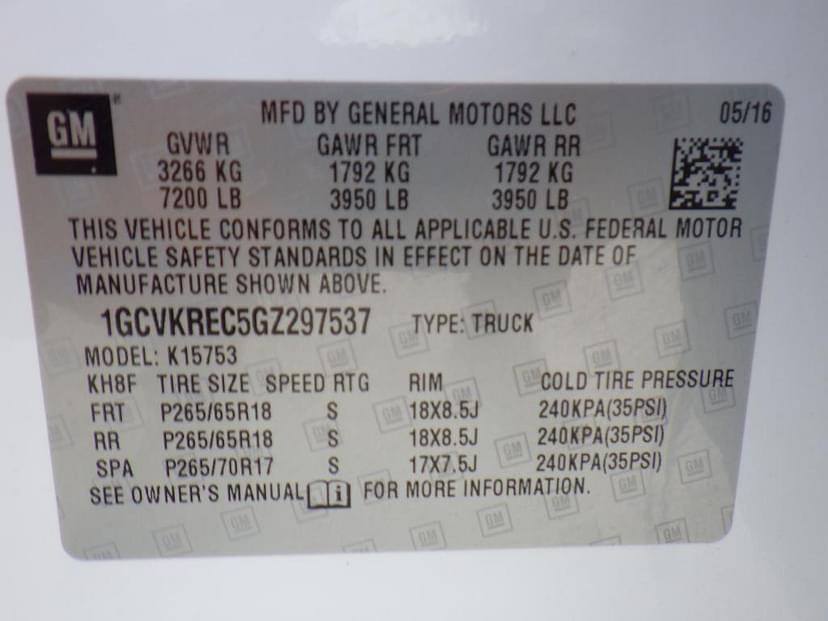 GM MFD BY GENERAL MOTORS LLC 05/16
GVWR GAWR FRT GAWR RR
3266 KG 1792 KG 1792 KG
7200 LB 3950 LB 3950 LB
THIS VEHICLE CONFORMS TO ALL APPLICABLE U.S. FEDERAL MOTOR
VEHICLE SAFETY STANDARDS IN EFFECT ON THE DATE OF
MANUFACTURE SHOWN ABOVE.
1GCVKREC5GZ297537 TYPE: TRUCK
MODEL: K15753
KH8F TIRE SIZE SPEED RTG RIM COLD TIRE PRESSURE
FRT P265/65R18 S 18X8.5J 240KPA(35PSI)
RR P265/65R18 S 18X8.5J 240KPA(35PSI)
SPA P265/70R17 S 17X7.5J 240KPA(35PSI)
SEE OWNER'S MANUAL i FOR MORE INFORMATION.